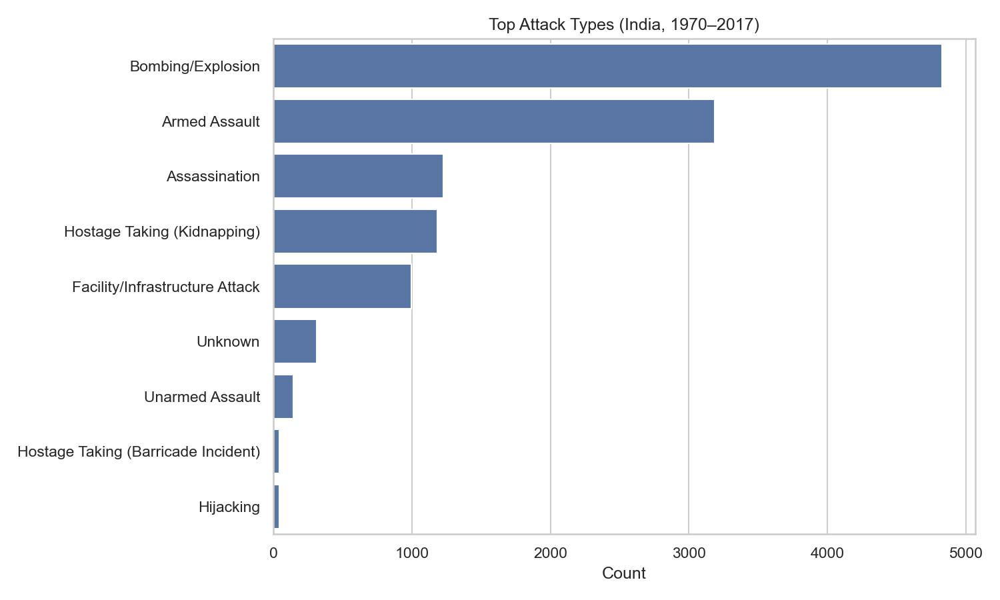 Top Attack Types (India, 1970–2017)
Bombing/Explosion
Armed Assault
Assassination
Hostage Taking (Kidnapping)
Facility/Infrastructure Attack
Unknown
Unarmed Assault
Hostage Taking (Barricade Incident)
Hijacking
0 1000 2000 3000 4000 5000
Count